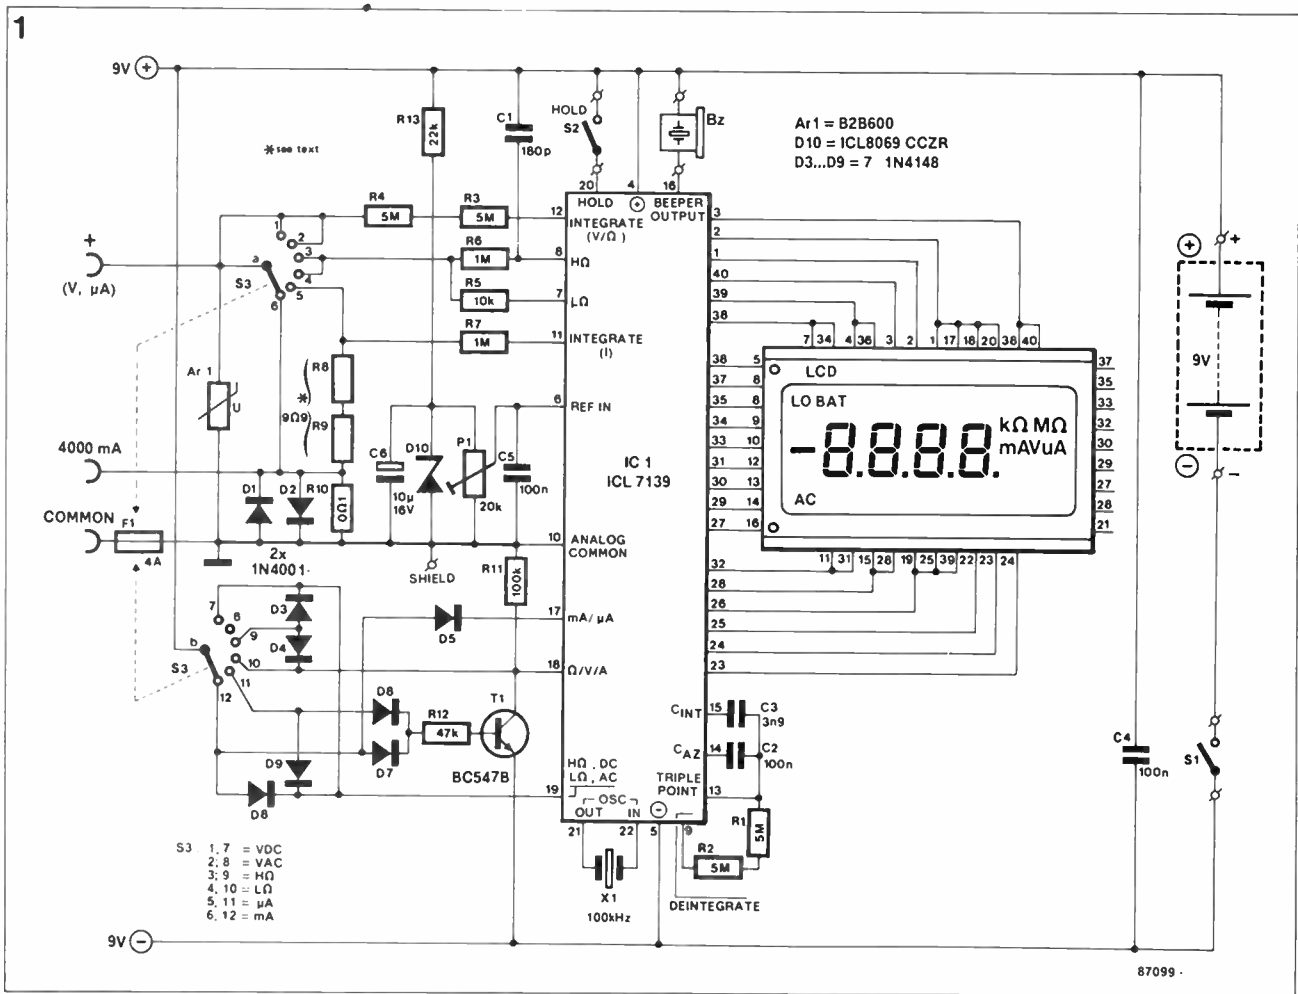 1
9V +
R13
22k
C1
180p
HOLD
S2
Bz
Ar1 = B2B600
D10 = ICL8069 CCZR
D3...D9 = 7 1N4148
*see text
20 4 16
HOLD + BEEPER
OUTPUT
R4
5M
R3
5M
12
INTEGRATE
(V/Ω)
R6
1M
8
HΩ
R5
10k
7
LΩ
R7
1M
11
INTEGRATE
(I)
+
(V, µA)
a
S3
1
2
3
4
5
6
3
2
1
40
39
38
7 34 4 36 3 2 1 17 18 20 38 40
Ar 1
U
R8
*
9Ω9
R9
6
REF IN
4000 mA
D1
D2
R10
0Ω1
C6
10µ
16V
D10
P1
20k
C5
100n
IC 1
ICL 7139
38 5
37 8
35 8
34 9
33 10
31 12
30 13
29 14
27 16
LCD
LO BAT
-8.8.8.8.
kΩ MΩ
mAVuA
AC
37
35
33
32
30
29
27
28
21
+ +
9V
- -
COMMON
F1
4A
2x
1N4001
SHIELD
10
ANALOG
COMMON
R11
100k
11 31 15 28 19 25 39 22 23 24
32
28
26
25
24
23
7
8
9
10
11
12
b
S3
D3
D4
D5
17
mA/µA
18
Ω/V/A
D8
D7
R12
47k
T1
BC547B
D9
D8
HΩ, DC
LΩ, AC
19
OSC
OUT IN
21 22
-
5 9
CINT
15
C3
3n9
CAZ
14
C2
100n
TRIPLE
POINT
13
R1
5M
R2
5M
DEINTEGRATE
X1
100kHz
C4
100n
S1
S3 1, 7 = VDC
2, 8 = VAC
3, 9 = HΩ
4, 10 = LΩ
5, 11 = µA
6, 12 = mA
9V -
87099